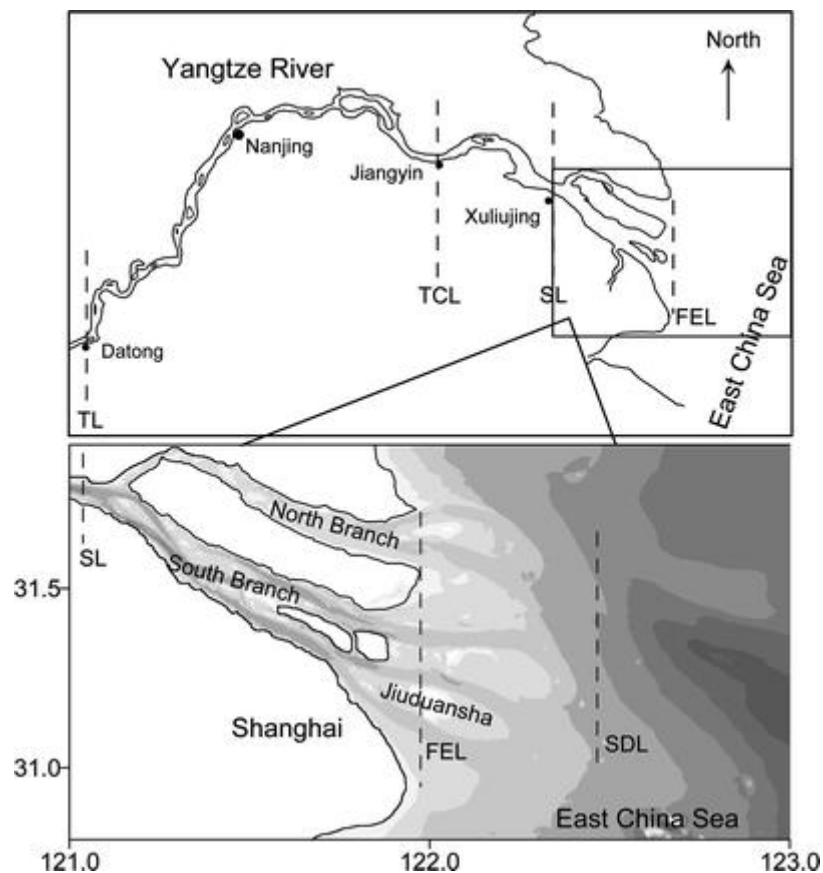 North
Yangtze River
Nanjing
Jiangyin
Xuliujing
TCL
SL
FEL
East China Sea
Datong
TL
North Branch
SL
South Branch
31.5
Jiuduansha
Shanghai
FEL
SDL
31.0
East China Sea
121.0
122.0
123.0